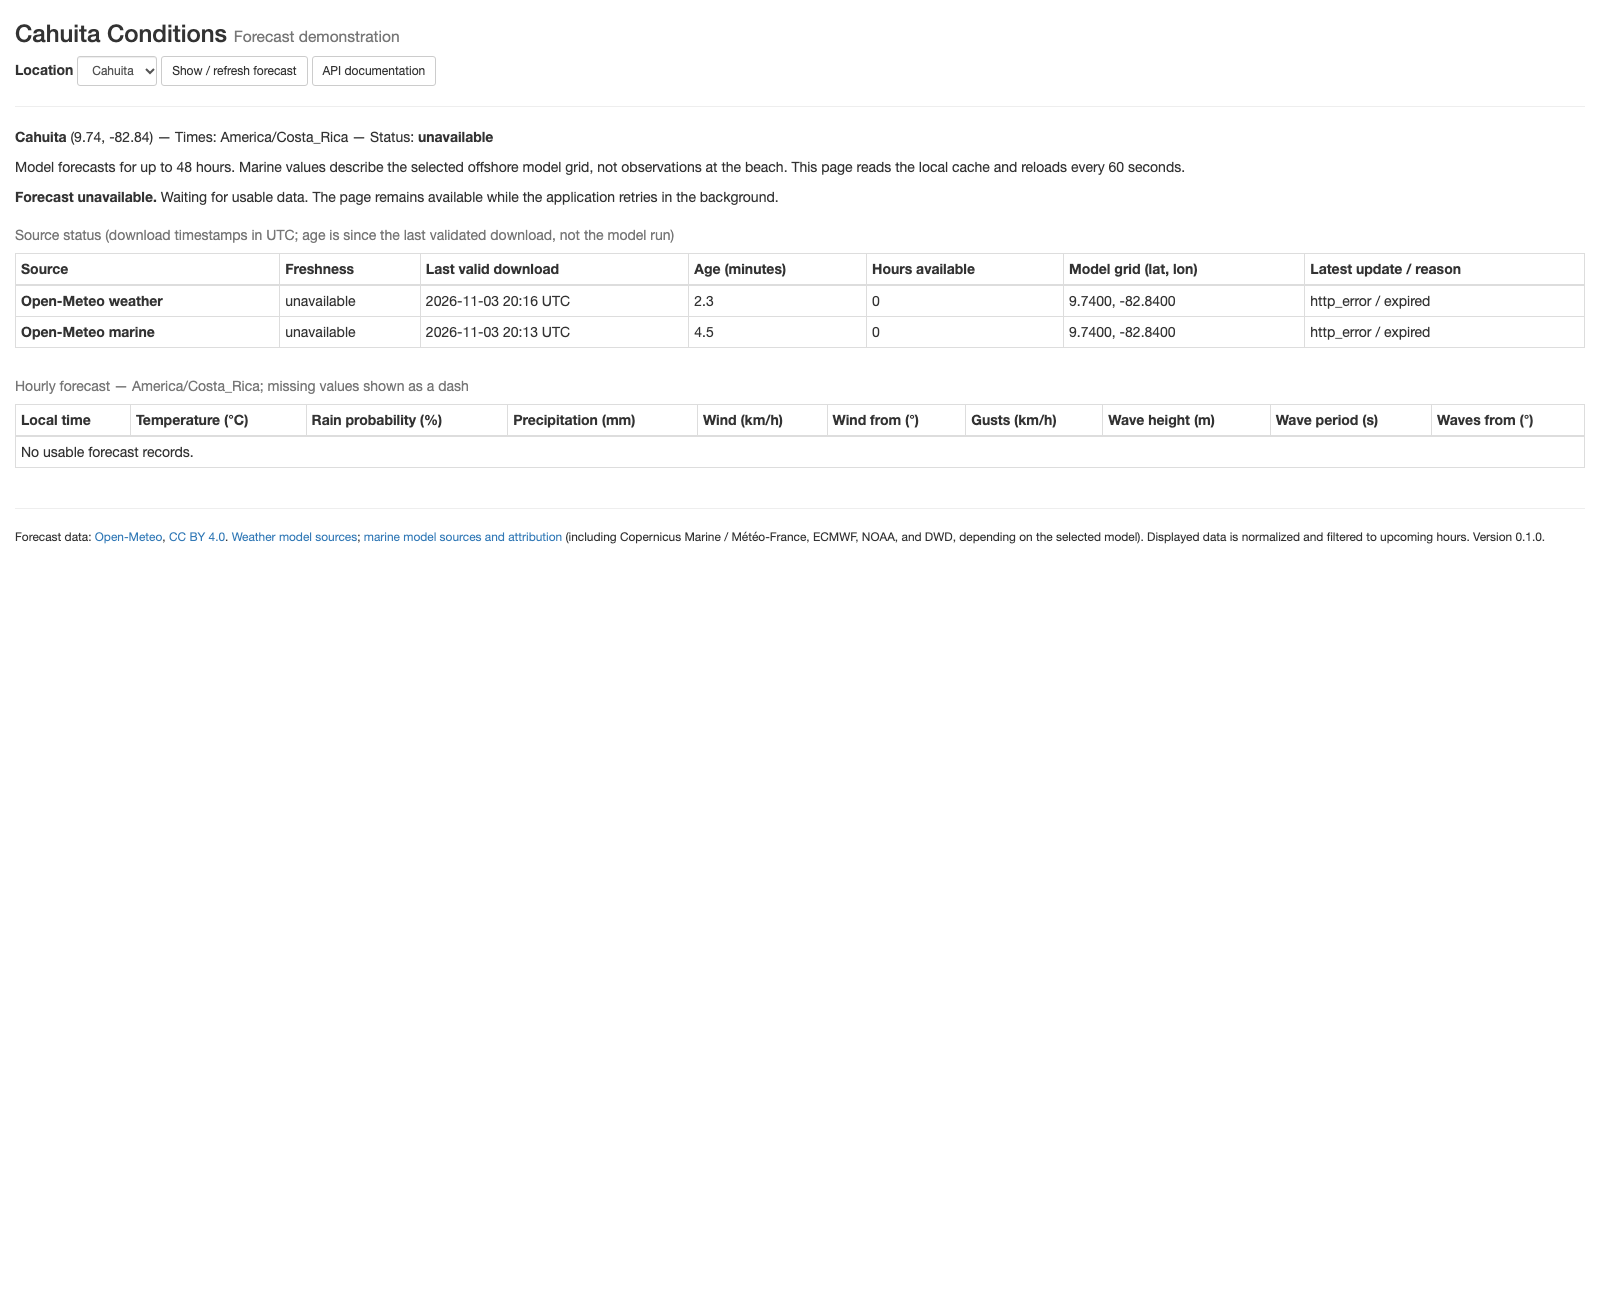 Cahuita Conditions Forecast demonstration
Location Cahuita Show / refresh forecast API documentation
Cahuita (9.74, -82.84) — Times: America/Costa_Rica — Status: unavailable
Model forecasts for up to 48 hours. Marine values describe the selected offshore model grid, not observations at the beach. This page reads the local cache and reloads every 60 seconds.
Forecast unavailable. Waiting for usable data. The page remains available while the application retries in the background.
Source status (download timestamps in UTC; age is since the last validated download, not the model run)
Source Freshness Last valid download Age (minutes) Hours available Model grid (lat, lon) Latest update / reason
Open-Meteo weather unavailable 2026-11-03 20:16 UTC 2.3 0 9.7400, -82.8400 http_error / expired
Open-Meteo marine unavailable 2026-11-03 20:13 UTC 4.5 0 9.7400, -82.8400 http_error / expired
Hourly forecast — America/Costa_Rica; missing values shown as a dash
Local time Temperature (°C) Rain probability (%) Precipitation (mm) Wind (km/h) Wind from (°) Gusts (km/h) Wave height (m) Wave period (s) Waves from (°)
No usable forecast records.
Forecast data: Open-Meteo, CC BY 4.0. Weather model sources; marine model sources and attribution (including Copernicus Marine / Météo-France, ECMWF, NOAA, and DWD, depending on the selected model). Displayed data is normalized and filtered to upcoming hours. Version 0.1.0.